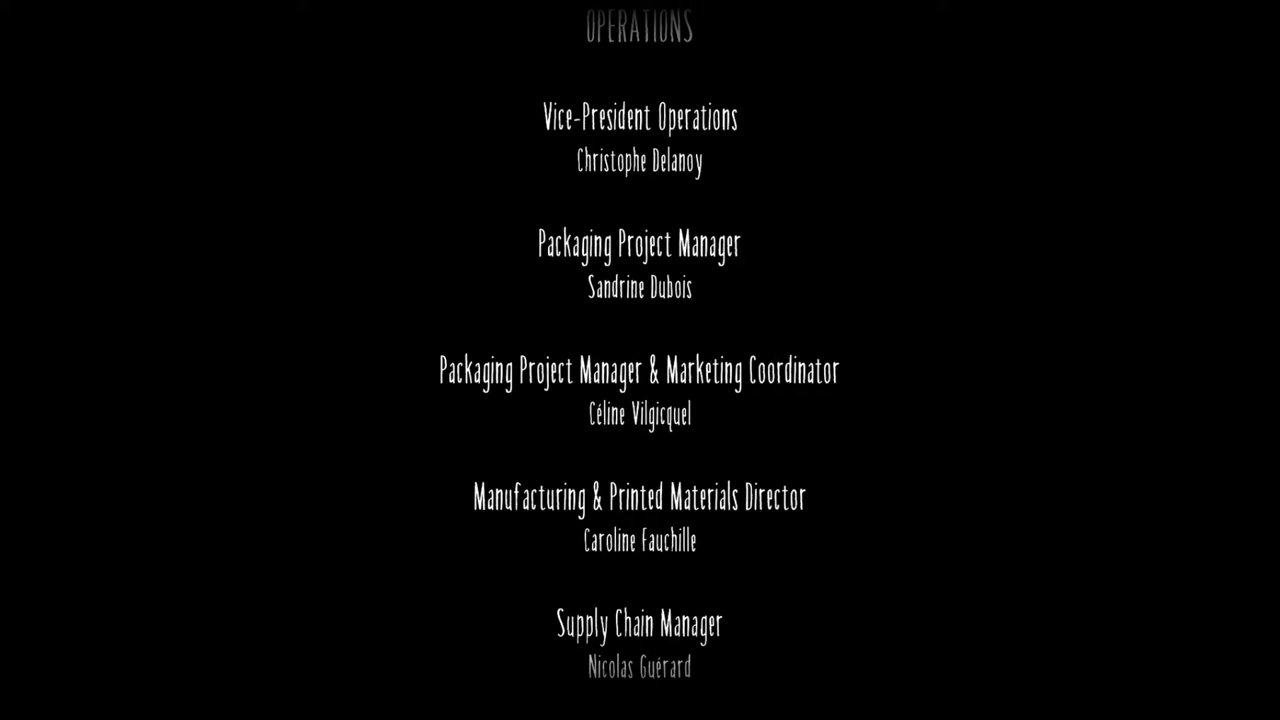 OPERATIONS
Vice-President Operations
Christophe Delanoy
Packaging Project Manager
Sandrine Dubois
Packaging Project Manager & Marketing Coordinator
Céline Vilgicquel
Manufacturing & Printed Materials Director
Caroline Fauchille
Supply Chain Manager
Nicolas Guérard